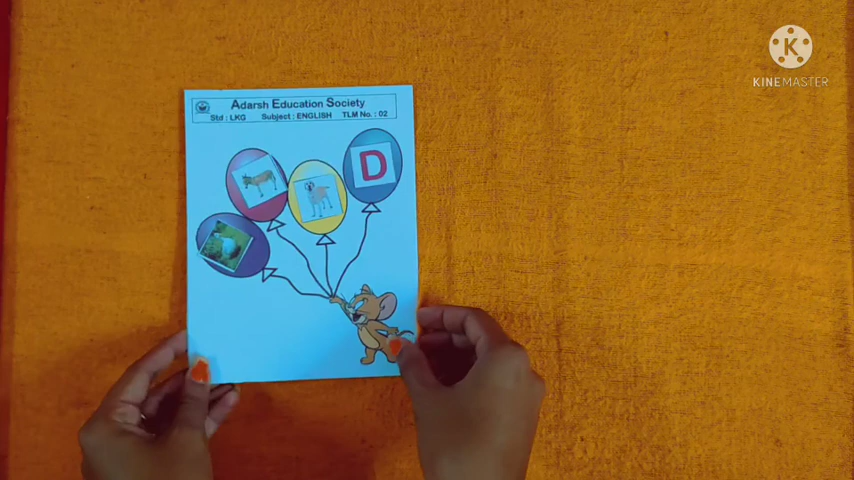 Adarsh Education Society
Std : LKG Subject : ENGLISH TLM No. : 02
D
K
KINEMASTER